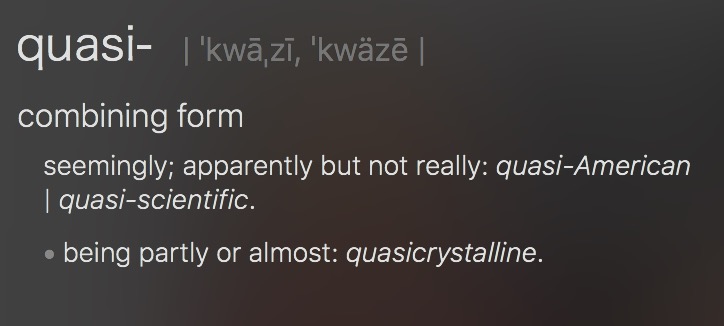 quasi- | ˈkwāˌzī, ˈkwäzē |
combining form
seemingly; apparently but not really: quasi-American
| quasi-scientific.
• being partly or almost: quasicrystalline.